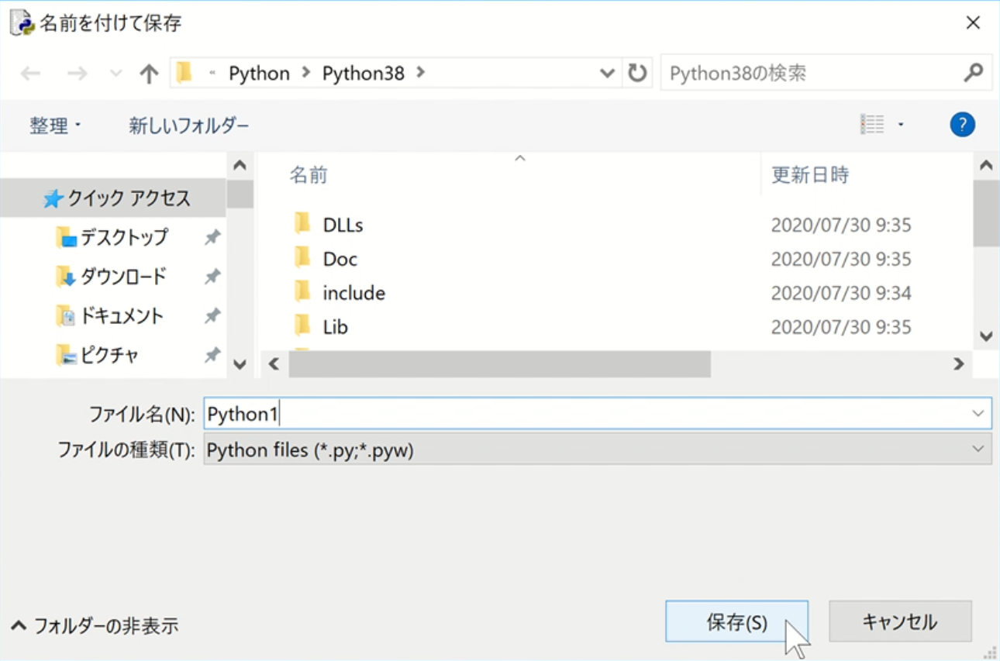 名前を付けて保存
« Python > Python38 >
Python38の検索
整理
新しいフォルダー
?
クイック アクセス
デスクトップ
ダウンロード
ドキュメント
ピクチャ
名前 更新日時
DLLs 2020/07/30 9:35
Doc 2020/07/30 9:35
include 2020/07/30 9:34
Lib 2020/07/30 9:35
ファイル名(N): Python1
ファイルの種類(T): Python files (*.py;*.pyw)
フォルダーの非表示
保存(S)
キャンセル